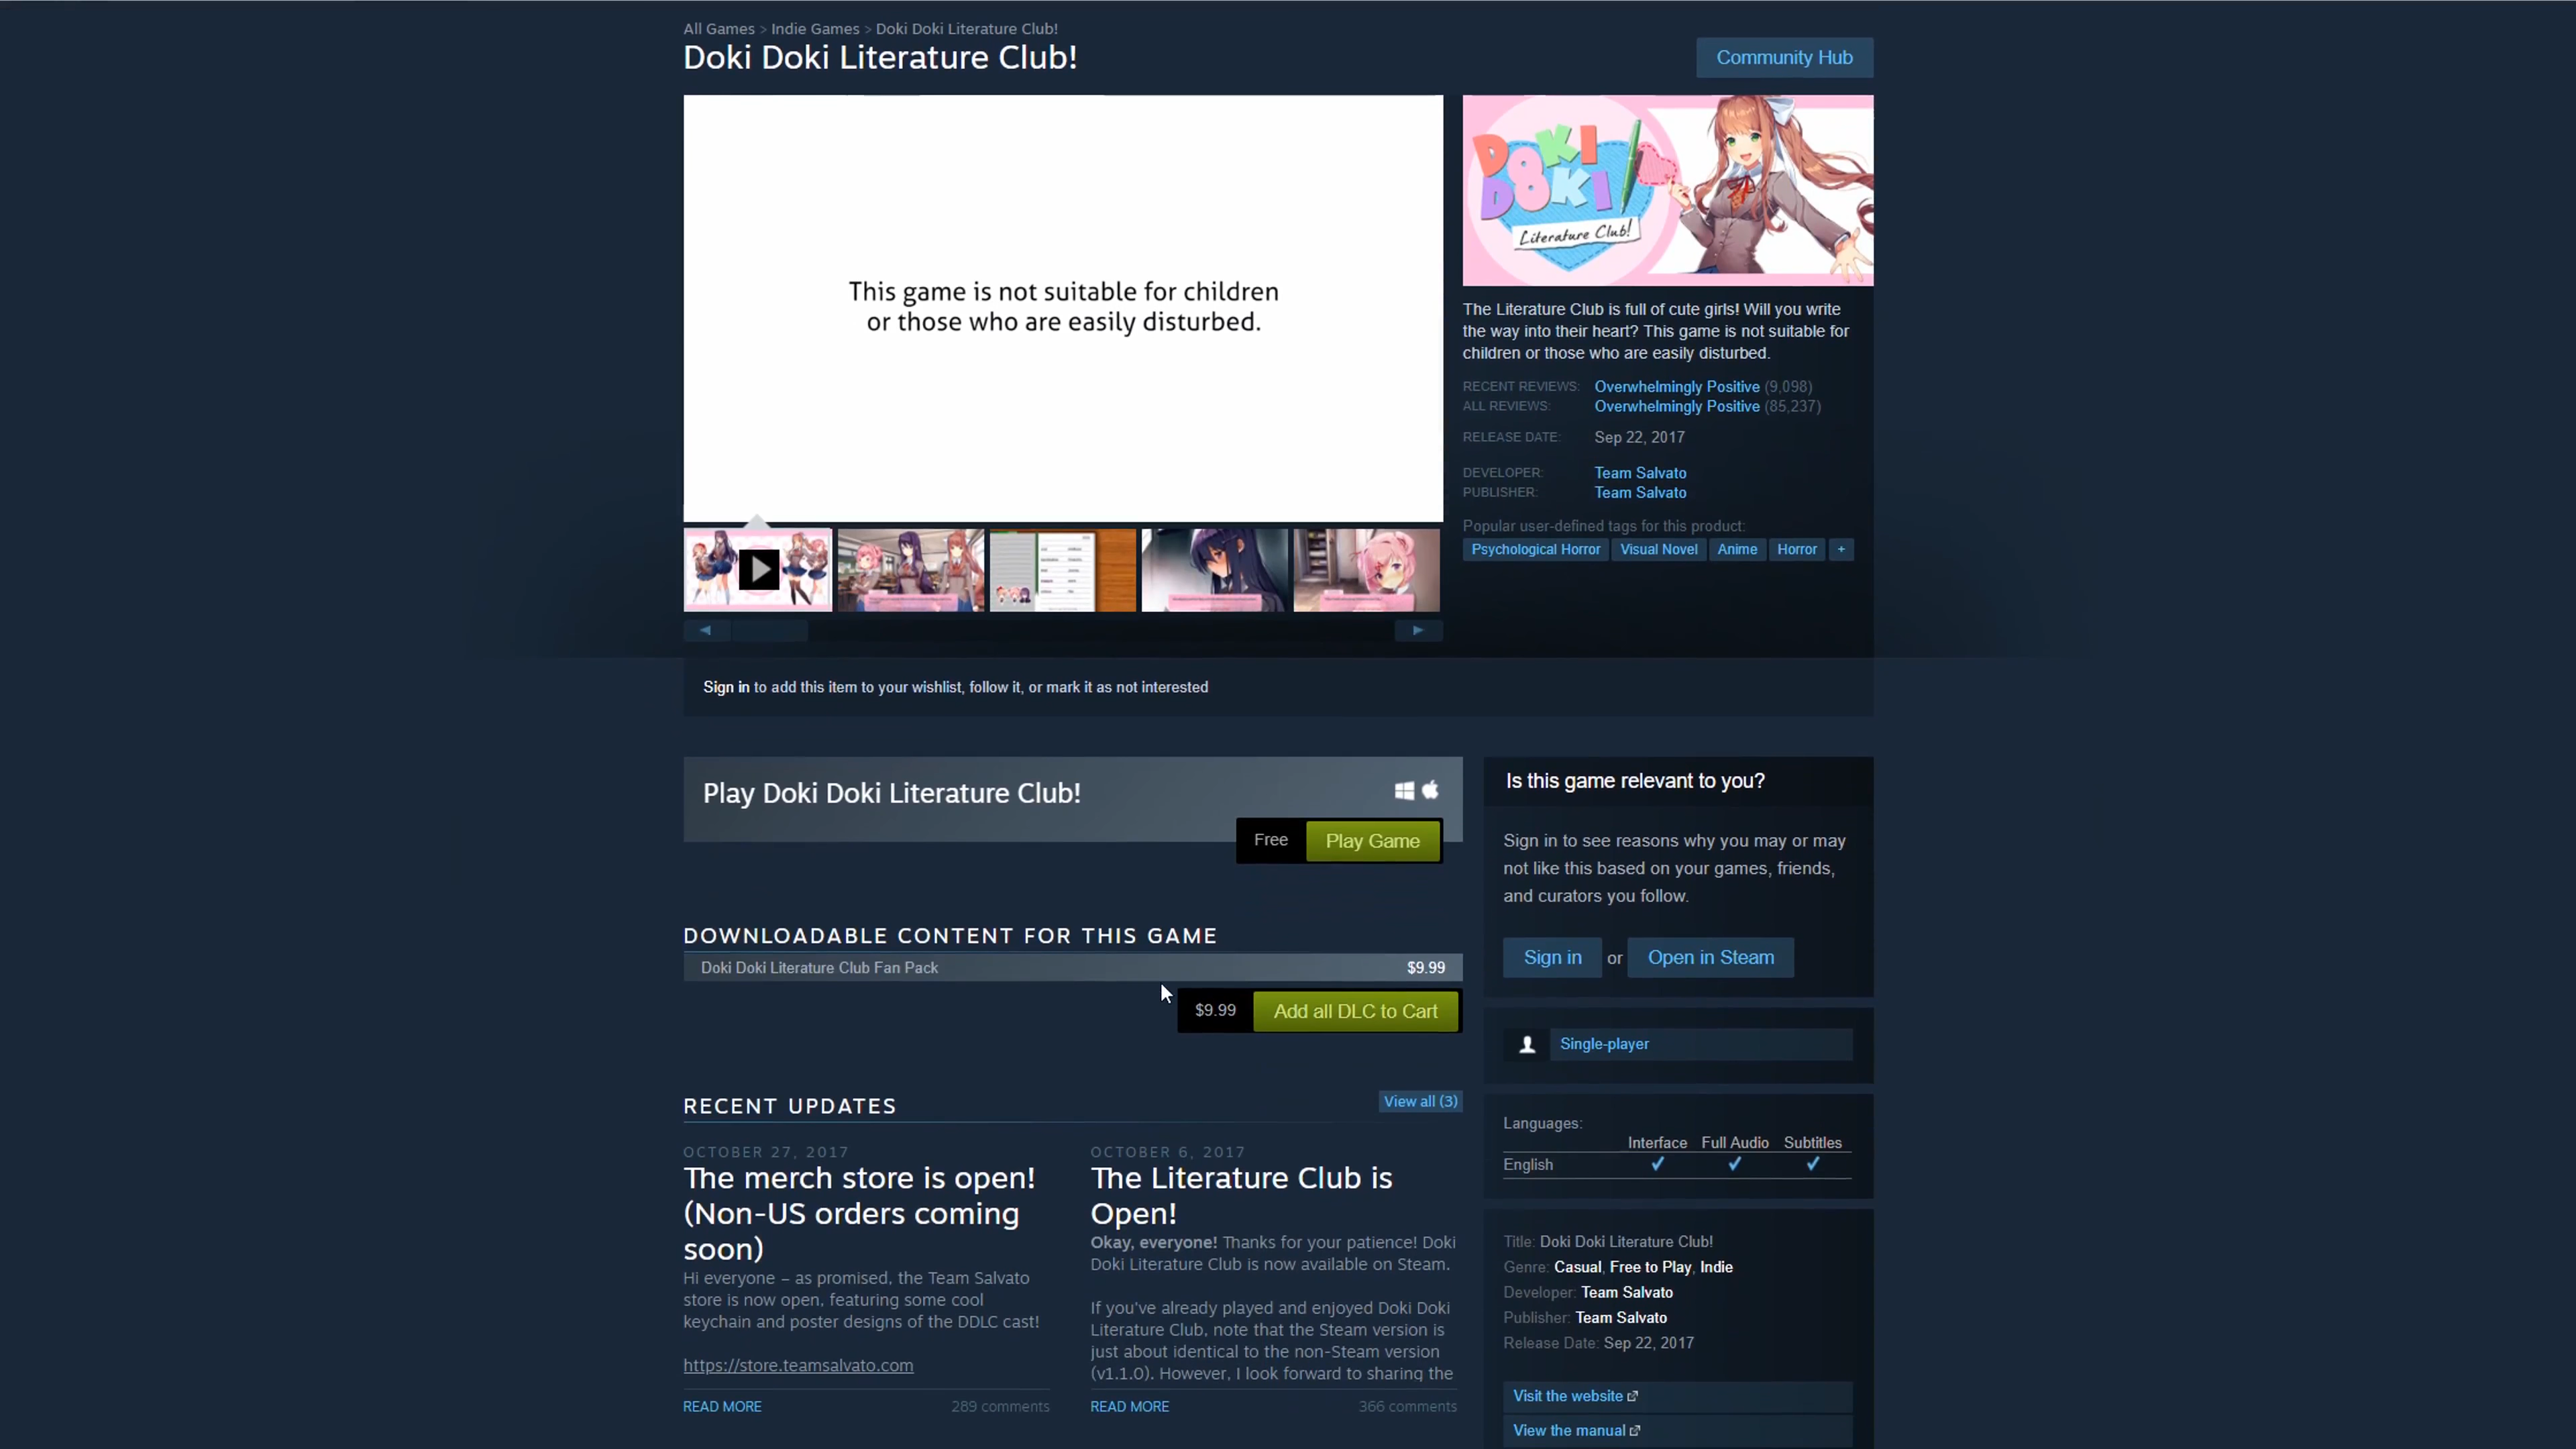 All Games > Indie Games > Doki Doki Literature Club!
Doki Doki Literature Club!
Community Hub
This game is not suitable for children
or those who are easily disturbed.
DOKI
DOKI
Literature Club!
The Literature Club is full of cute girls! Will you write
the way into their heart? This game is not suitable for
children or those who are easily disturbed.
RECENT REVIEWS: Overwhelmingly Positive (9,098)
ALL REVIEWS: Overwhelmingly Positive (85,237)
RELEASE DATE: Sep 22, 2017
DEVELOPER: Team Salvato
PUBLISHER: Team Salvato
Popular user-defined tags for this product:
Psychological Horror Visual Novel Anime Horror +
Sign in to add this item to your wishlist, follow it, or mark it as not interested
Play Doki Doki Literature Club!
Free Play Game
DOWNLOADABLE CONTENT FOR THIS GAME
Doki Doki Literature Club Fan Pack $9.99
$9.99 Add all DLC to Cart
RECENT UPDATES View all (3)
OCTOBER 27, 2017
The merch store is open!
(Non-US orders coming
soon)
Hi everyone – as promised, the Team Salvato
store is now open, featuring some cool
keychain and poster designs of the DDLC cast!
https://store.teamsalvato.com
READ MORE 289 comments
OCTOBER 6, 2017
The Literature Club is
Open!
Okay, everyone! Thanks for your patience! Doki
Doki Literature Club is now available on Steam.
If you've already played and enjoyed Doki Doki
Literature Club, note that the Steam version is
just about identical to the non-Steam version
(v1.1.0). However, I look forward to sharing the
READ MORE 366 comments
Is this game relevant to you?
Sign in to see reasons why you may or may
not like this based on your games, friends,
and curators you follow.
Sign in or Open in Steam
Single-player
Languages:
Interface Full Audio Subtitles
English
Title: Doki Doki Literature Club!
Genre: Casual, Free to Play, Indie
Developer: Team Salvato
Publisher: Team Salvato
Release Date: Sep 22, 2017
Visit the website
View the manual